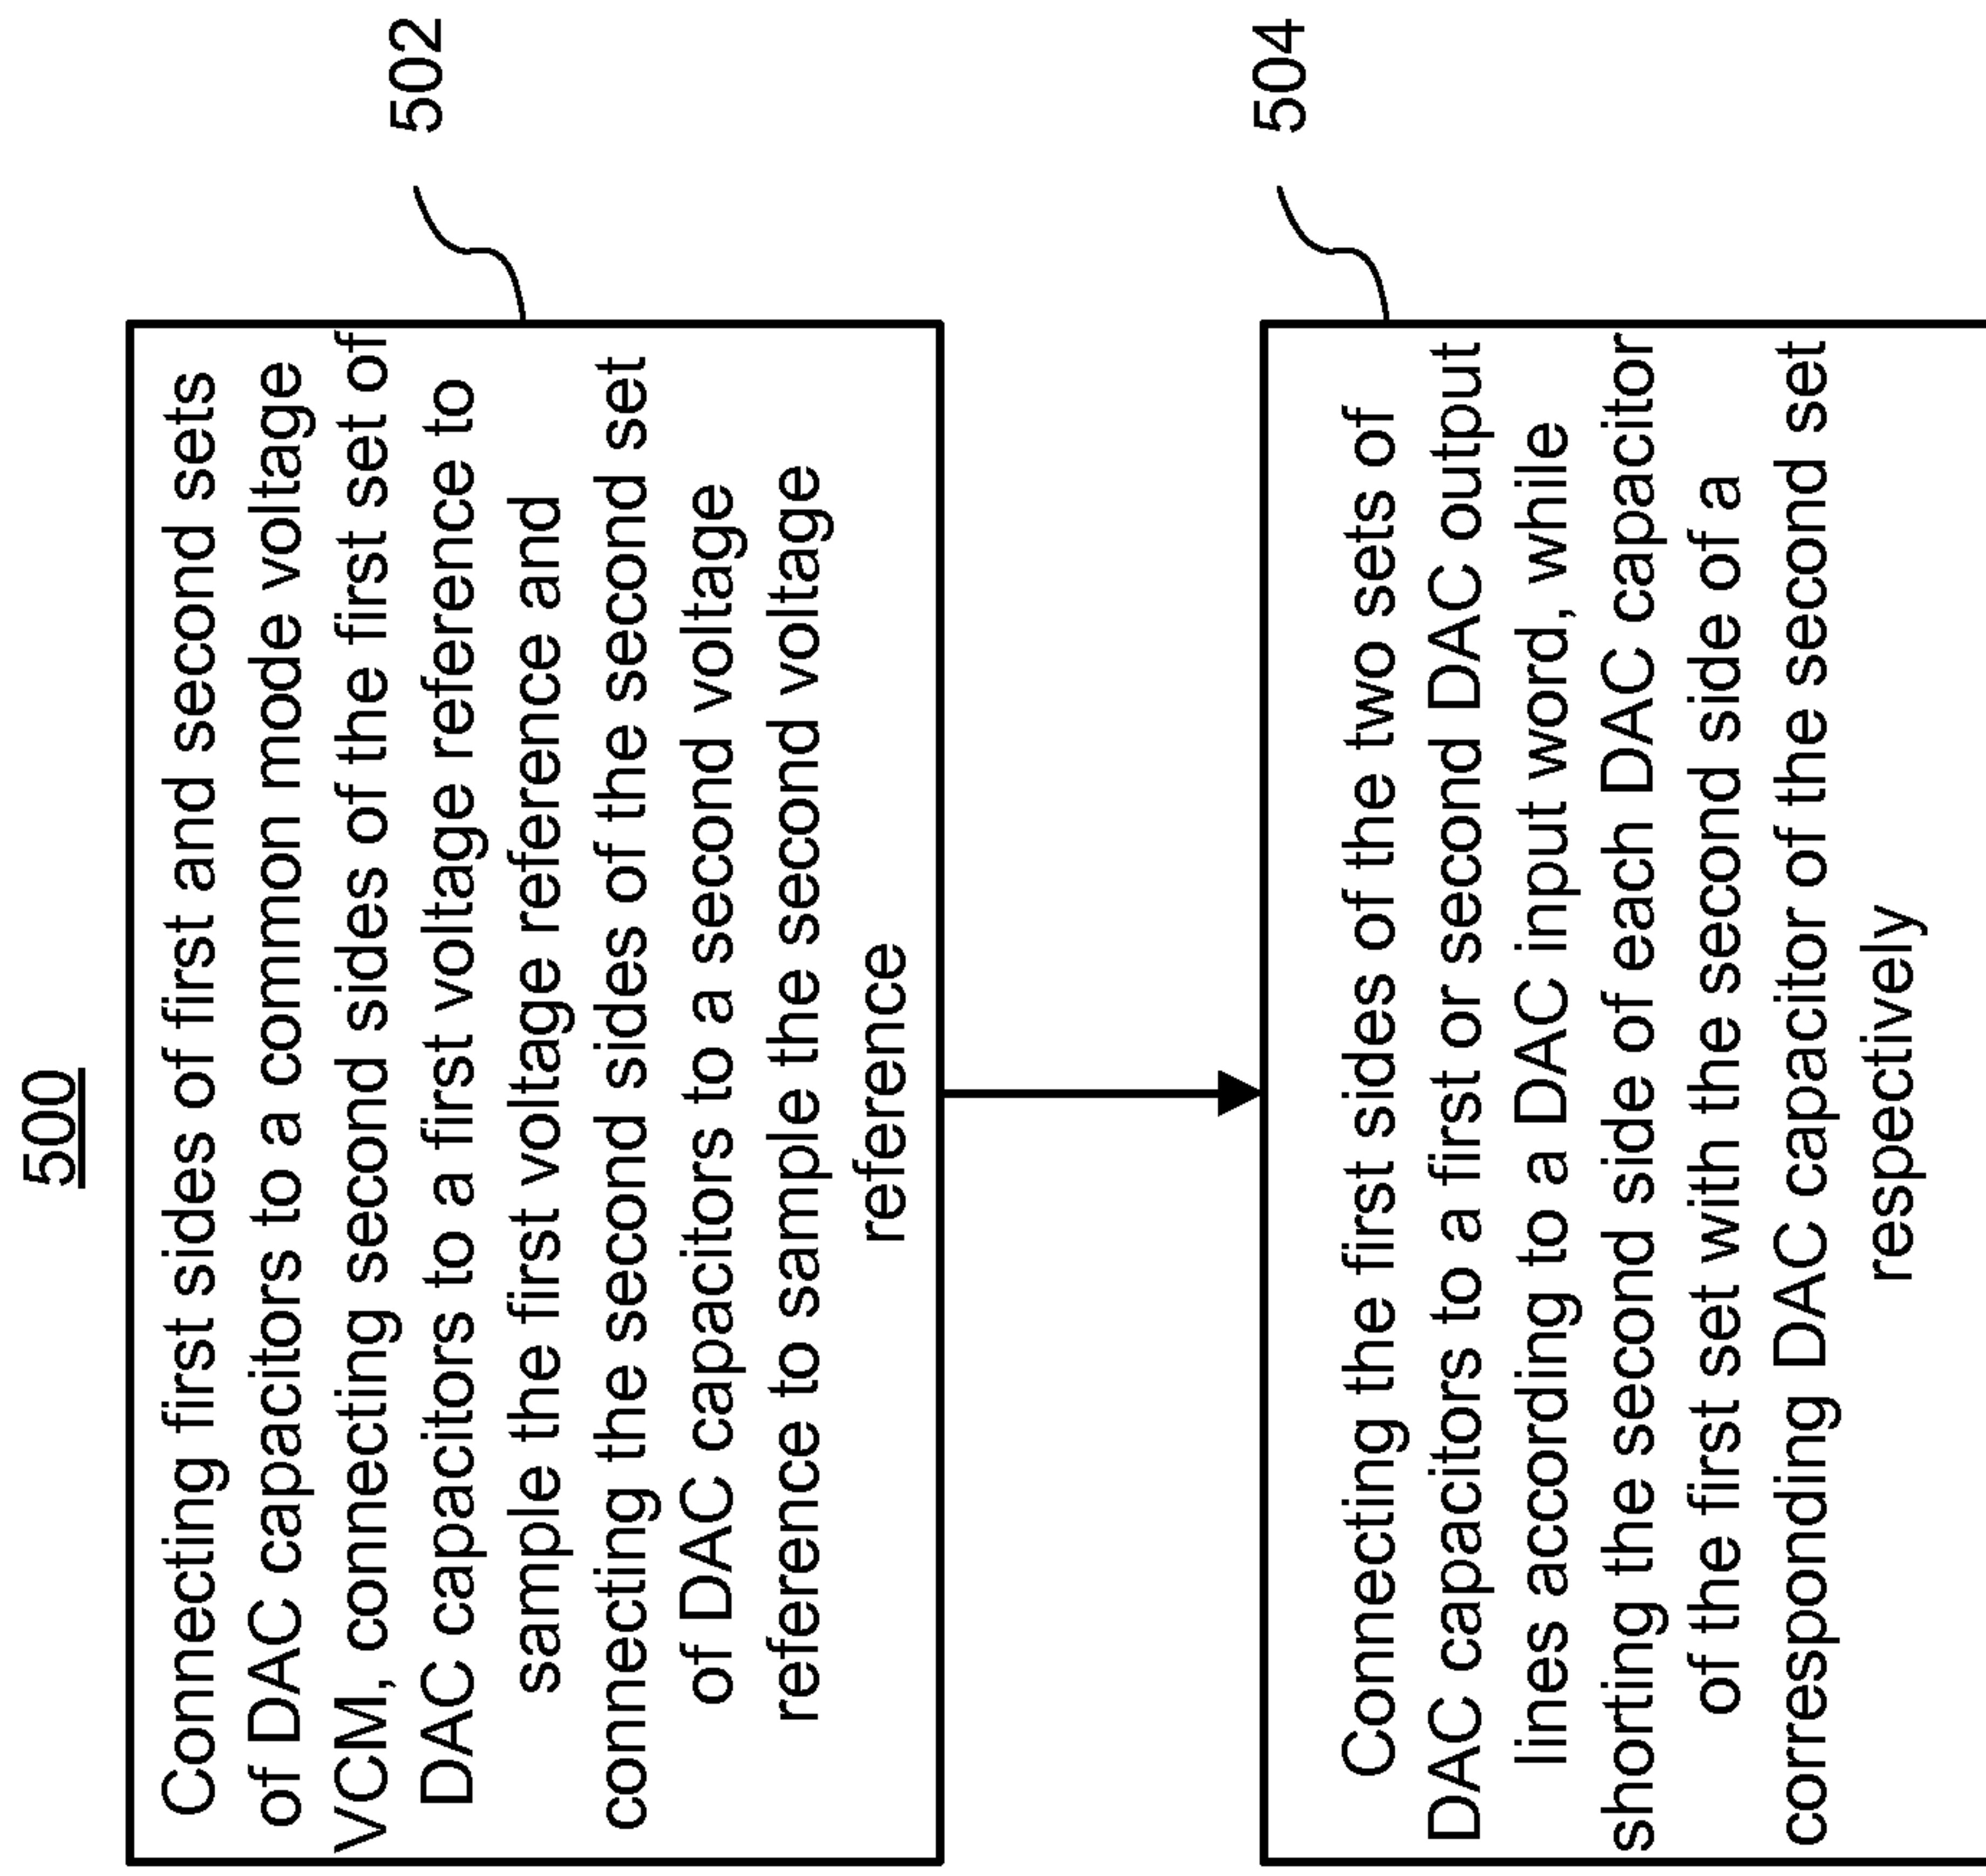 500
Connecting first sides of first and second sets
of DAC capacitors to a common mode voltage
VCM, connecting second sides of the first set of
DAC capacitors to a first voltage reference to
sample the first voltage reference and
connecting the second sides of the second set
of DAC capacitors to a second voltage
reference to sample the second voltage
reference
502
Connecting the first sides of the two sets of
DAC capacitors to a first or second DAC output
lines according to a DAC input word, while
shorting the second side of each DAC capacitor
of the first set with the second side of a
corresponding DAC capacitor of the second set
respectively
504